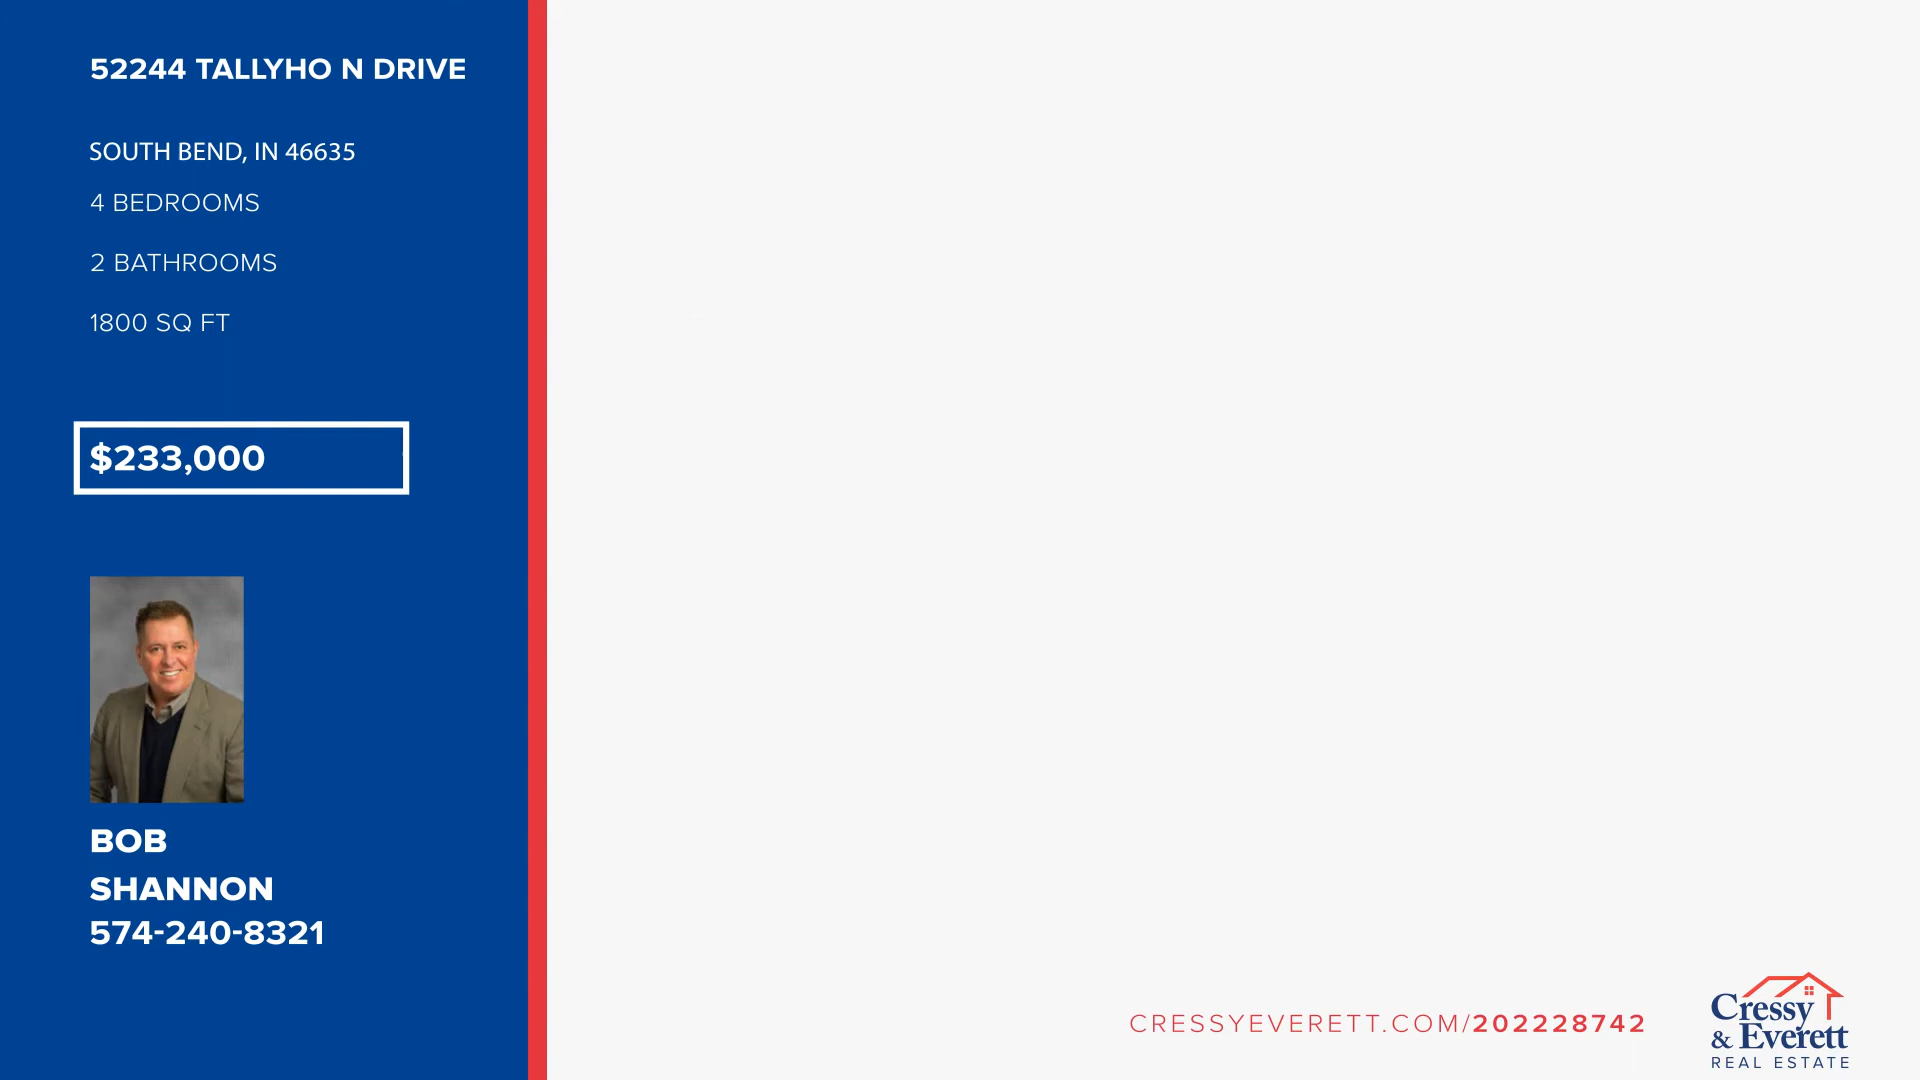 52244 TALLYHO N DRIVE
SOUTH BEND, IN 46635
4 BEDROOMS
2 BATHROOMS
1800 SQ FT
$233,000
BOB
SHANNON
574-240-8321
CRESSYEVERETT.COM/202228742
Cressy
& Everett
REAL ESTATE